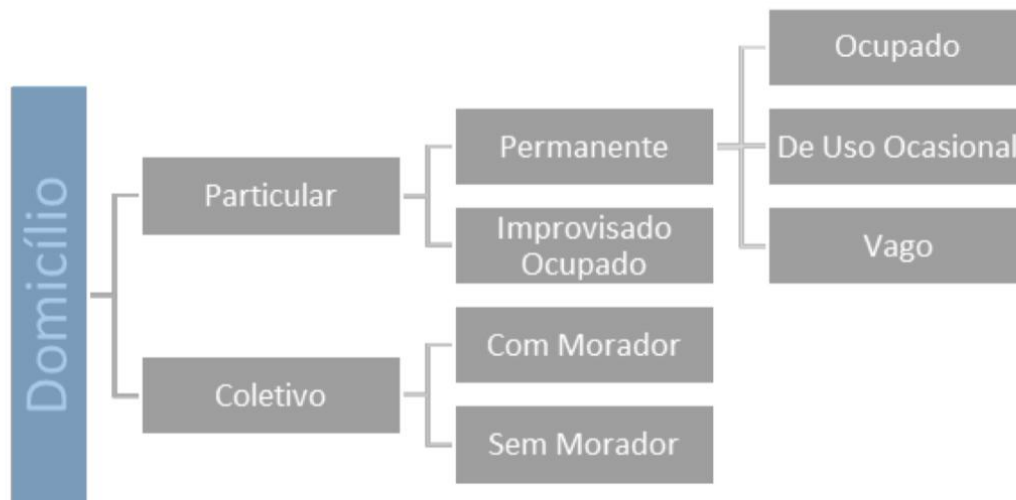 Domicílio
Particular
Permanente
Ocupado
De Uso Ocasional
Vago
Improvisado
Ocupado
Coletivo
Com Morador
Sem Morador